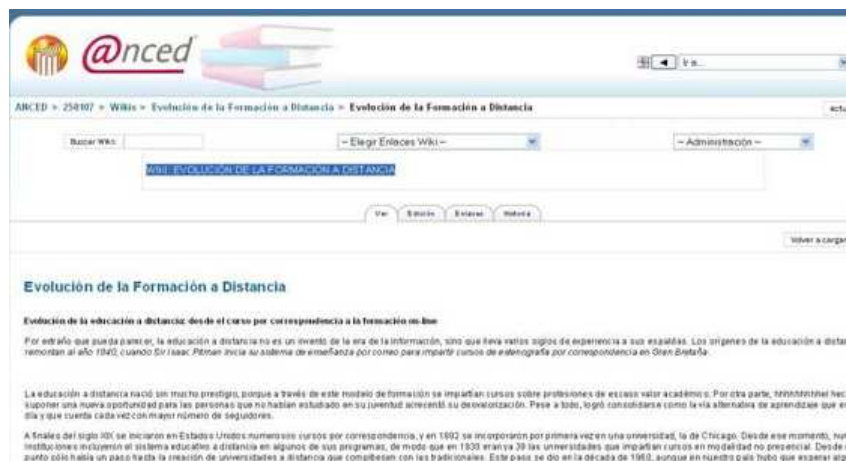 @nced
Ir a...
ANCED » 250107 » Wikis » Evolución de la Formación a Distancia » Evolución de la Formación a Distancia
Buscar Wiki:
-- Elegir Enlaces Wiki --
-- Administración --
WIKI: EVOLUCIÓN DE LA FORMACIÓN A DISTANCIA
Ver Edición Enlaces Historia
Volver a cargar
Evolución de la Formación a Distancia
Evolución de la educación a distancia: desde el curso por correspondencia a la formación on-line
Por extraño que pueda parecer, la educación a distancia no es un invento de la era de la información, sino que lleva varios siglos de experiencia a sus espaldas. Los orígenes de la educación a
remontan al año 1840, cuando Sir Isaac Pitman inicia su sistema de enseñanza por correo para impartir cursos de estenografía por correspondencia en Gran Bretaña.
La educación a distancia nació sin mucho prestigio, porque a través de este modelo de formación se impartían cursos sobre profesiones de escaso valor académico. Por otra parte,
suponer una nueva oportunidad para las personas que no habían estudiado en su juventud acrecentó su desvalorización. Pese a todo, logró consolidarse como la vía alternativa de aprendizaje que
día y que cuenta cada vez con mayor número de seguidores.
A finales del siglo XIX se iniciaron en Estados Unidos numerosos cursos por correspondencia, y en 1892 se incorporaron por primera vez en una universidad, la de Chicago. Desde ese momento,
instituciones incluyeron el sistema educativo a distancia en algunos de sus programas, de modo que en 1930 eran ya 39 las universidades que impartían cursos en modalidad no presencial. Desde
punto sólo había un paso hasta la creación de universidades a distancia que compitiesen con las tradicionales. Este paso se dio en la década de 1960, aunque en nuestro país hubo que esperar